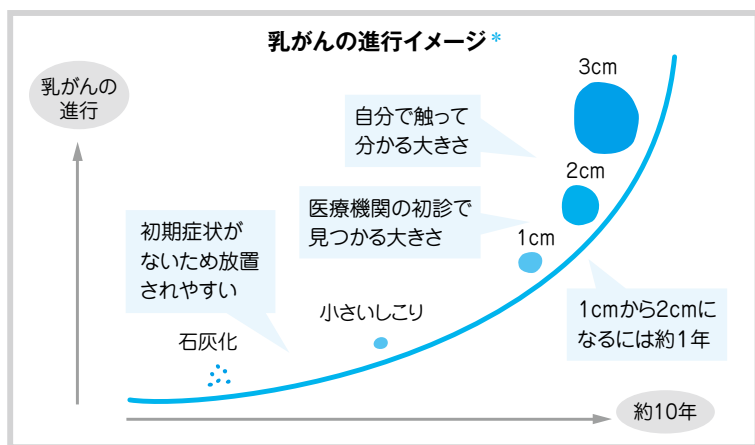 乳がんの進行イメージ*
乳がんの
進行
3cm
自分で触って
分かる大きさ
2cm
医療機関の初診で
見つかる大きさ
1cm
初期症状が
ないため放置
されやすい
小さいしこり
石灰化
1cmから2cmに
なるには約1年
約10年